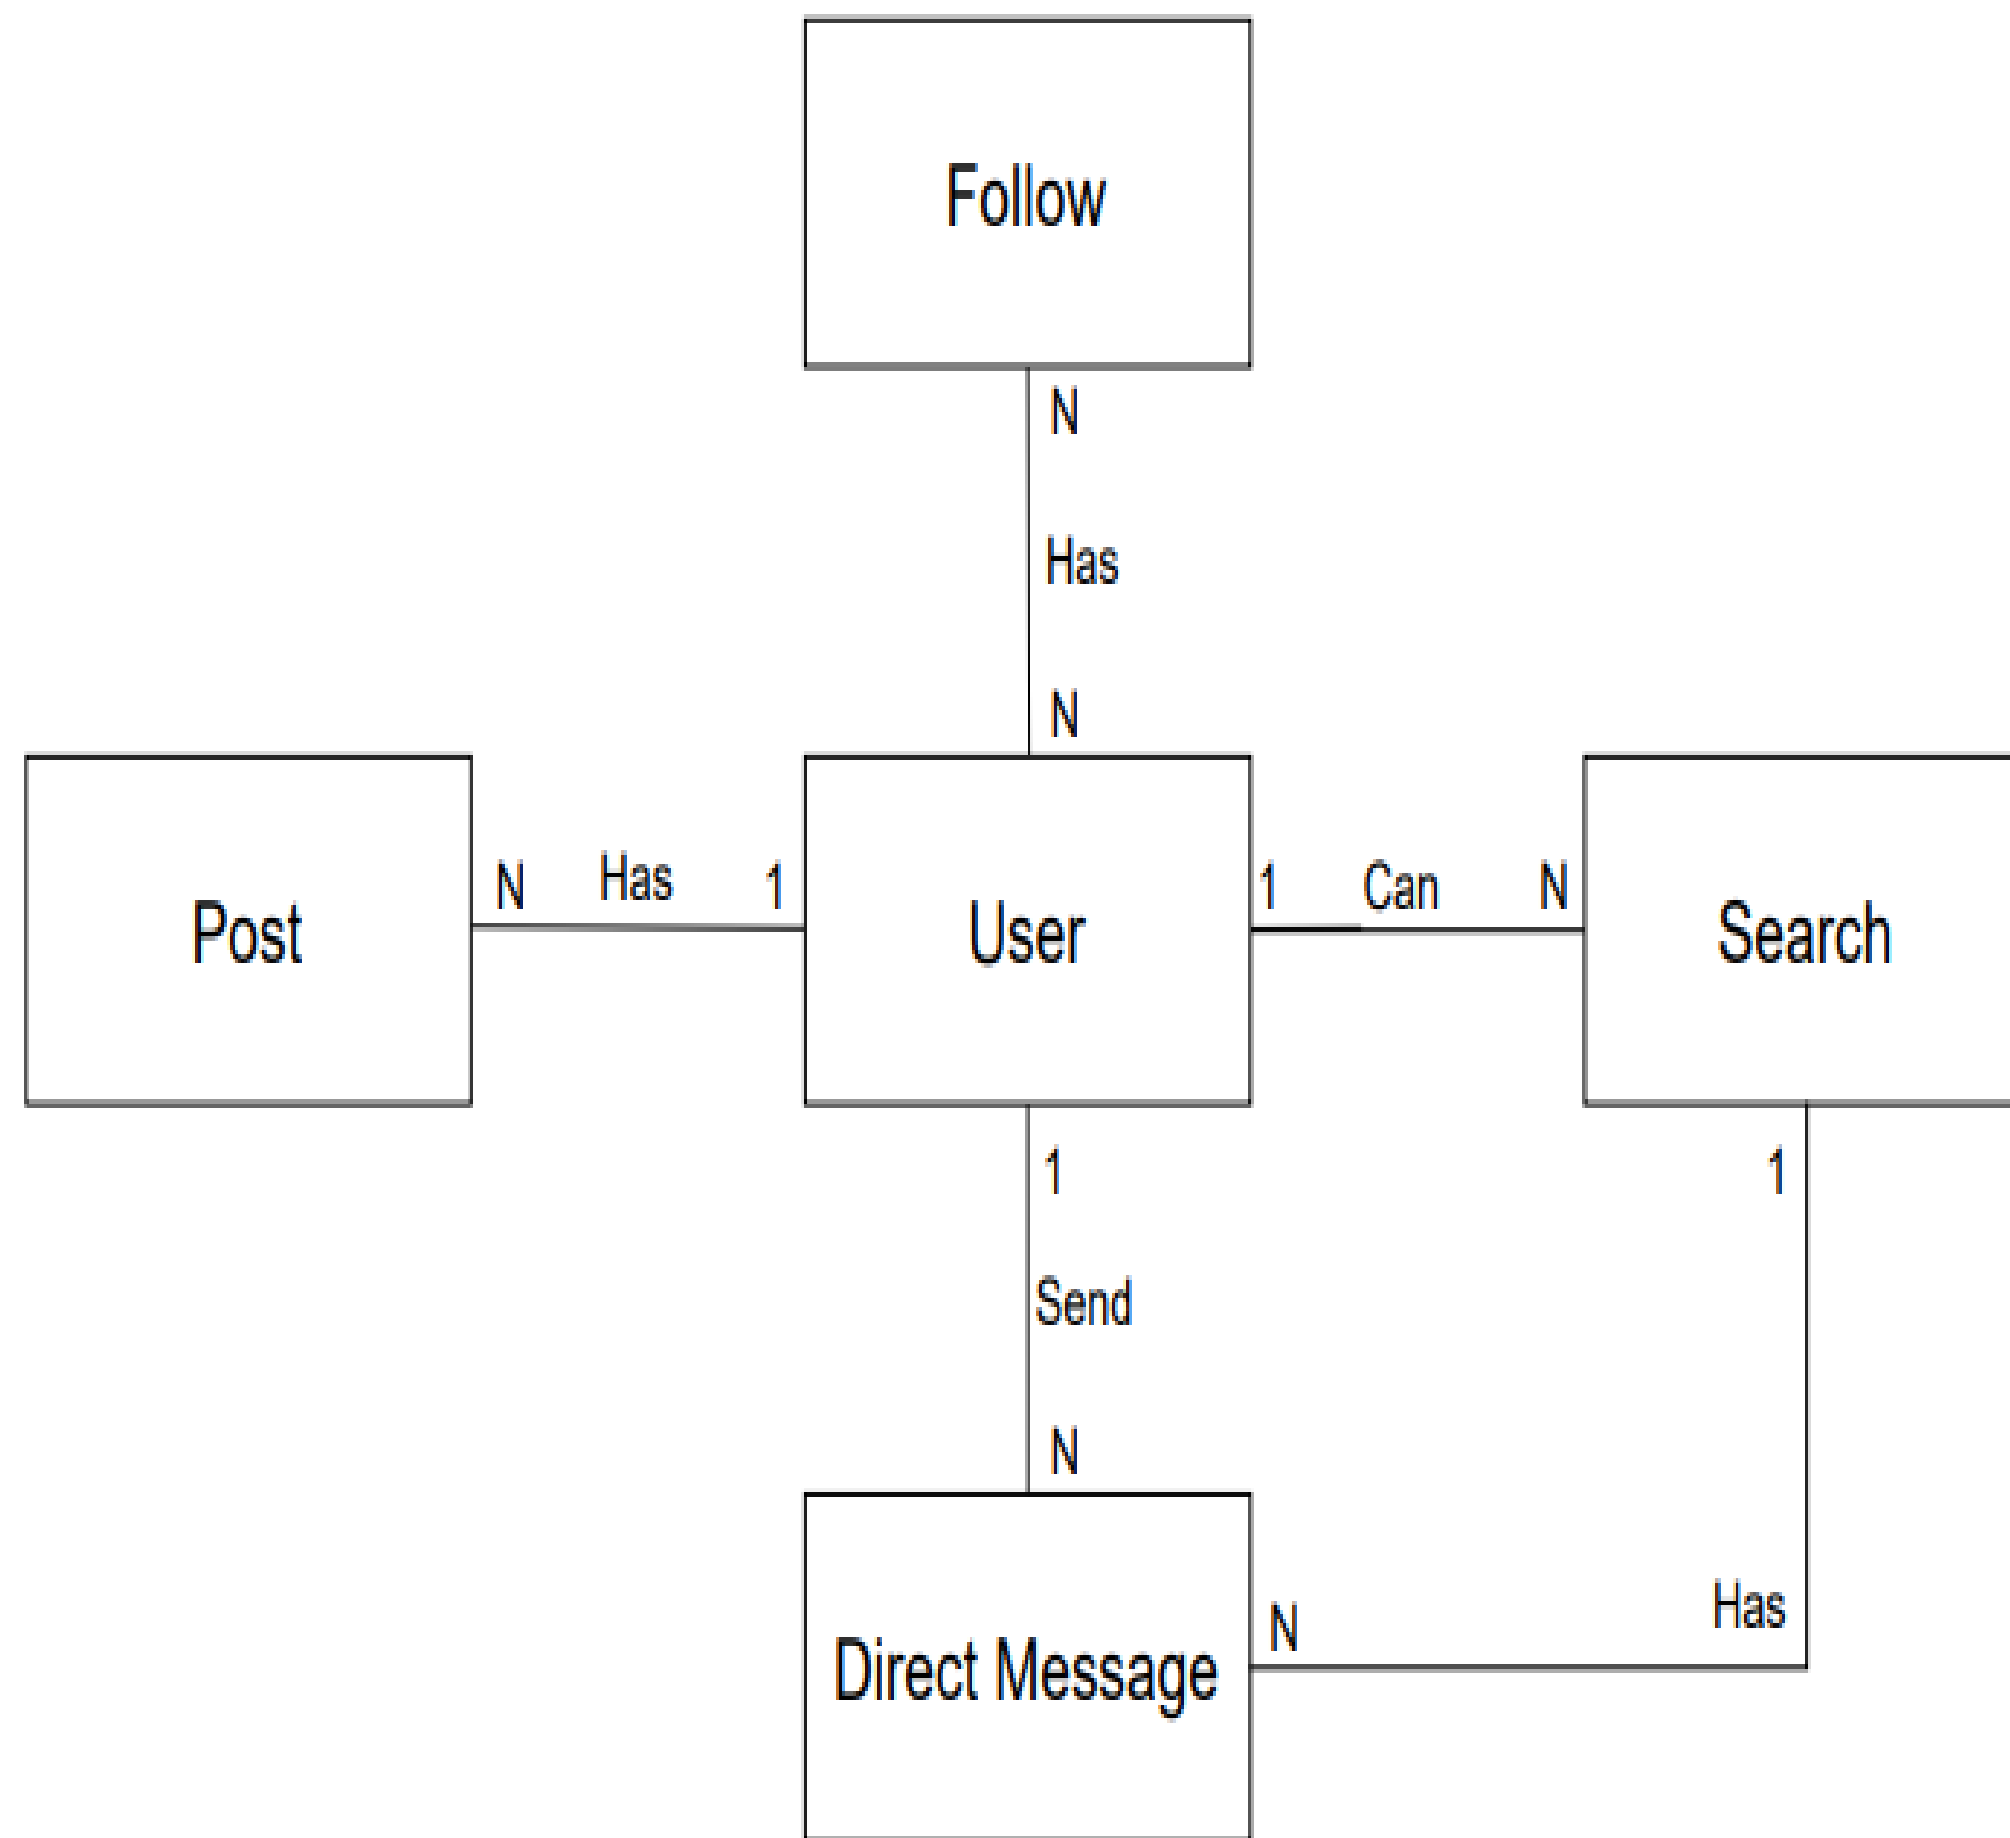 Follow
N
Has
N
Post
N
Has
1
User
1
Can
N
Search
1
Send
N
1
Has
N
Direct Message